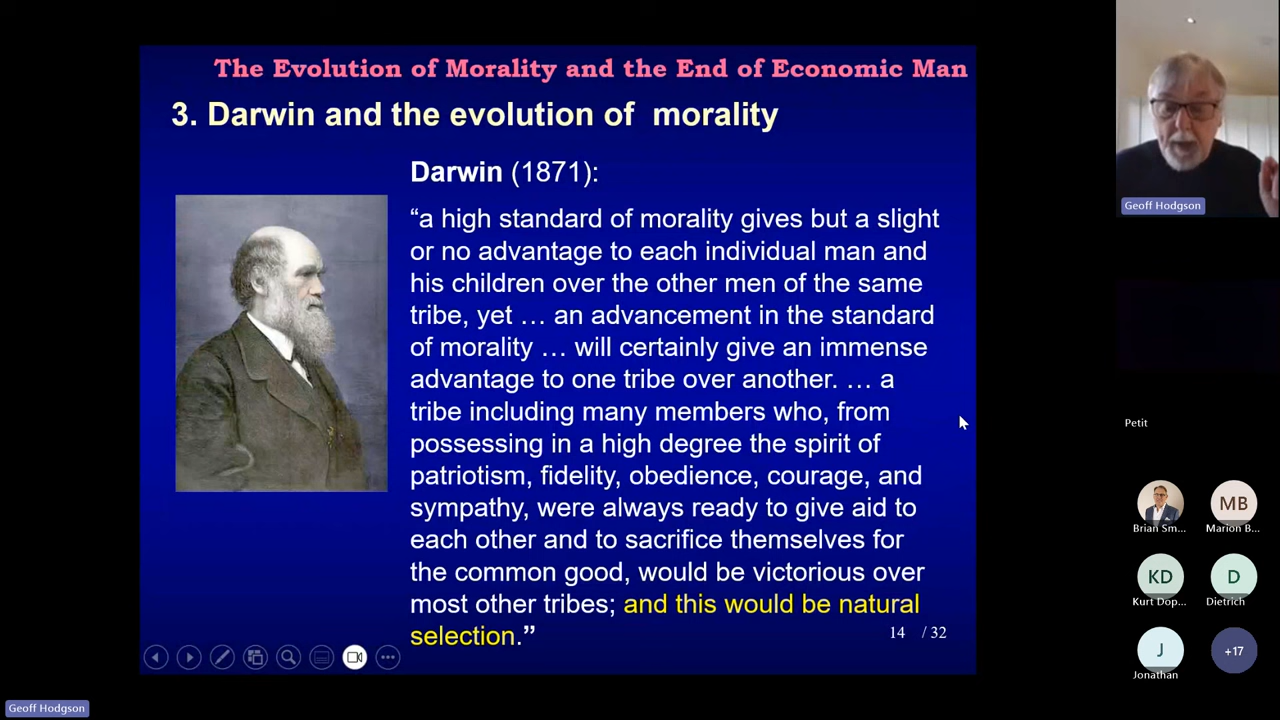 The Evolution of Morality and the End of Economic Man
3. Darwin and the evolution of morality
Darwin (1871):
“a high standard of morality gives but a slight
or no advantage to each individual man and
his children over the other men of the same
tribe, yet … an advancement in the standard
of morality … will certainly give an immense
advantage to one tribe over another. … a
tribe including many members who, from
possessing in a high degree the spirit of
patriotism, fidelity, obedience, courage, and
sympathy, were always ready to give aid to
each other and to sacrifice themselves for
the common good, would be victorious over
most other tribes; and this would be natural
selection.”
14 / 32
Geoff Hodgson
Petit
MB
Brian Sm...
Marion B...
KD
D
Kurt Dop...
Dietrich
J
+17
Jonathan
Geoff Hodgson